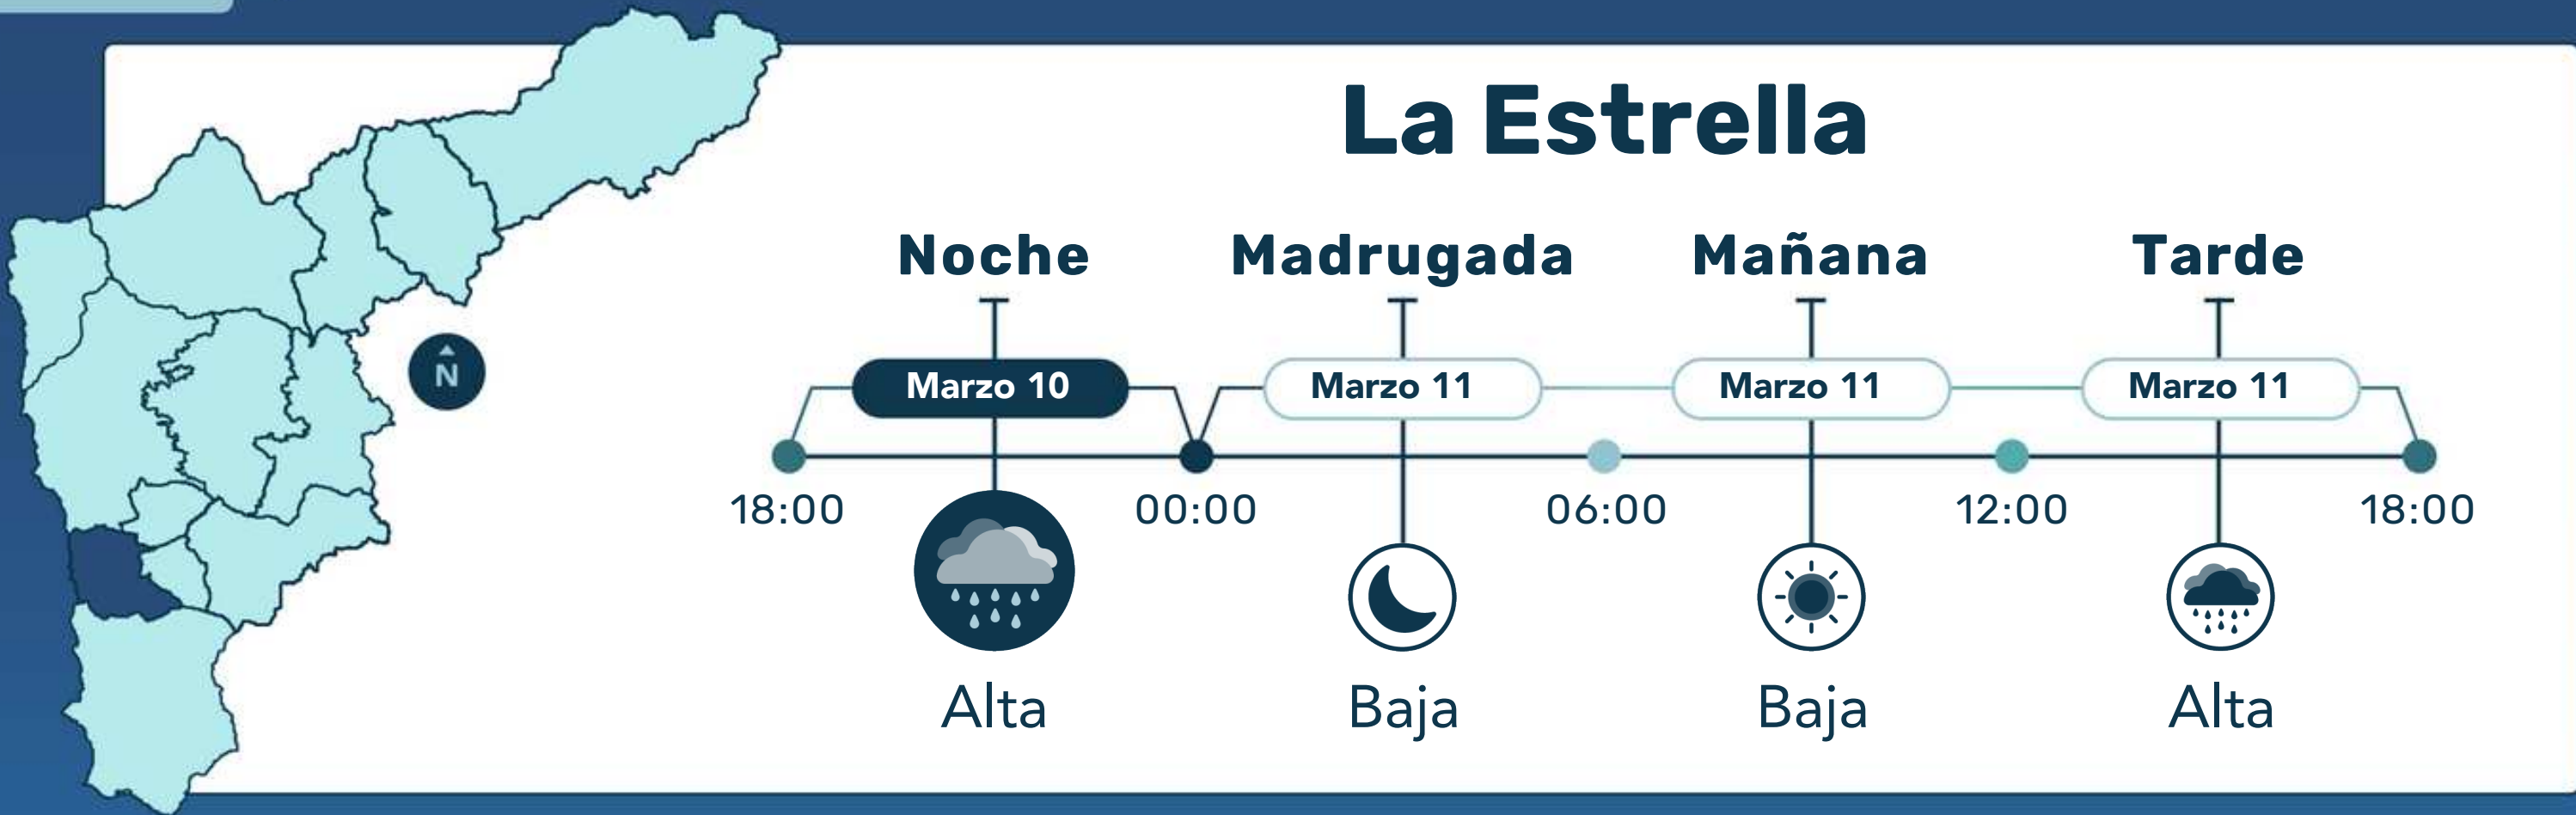 La Estrella
Noche Madrugada Mañana Tarde
N
Marzo 10 Marzo 11 Marzo 11 Marzo 11
18:00 00:00 06:00 12:00 18:00
Alta Baja Baja Alta